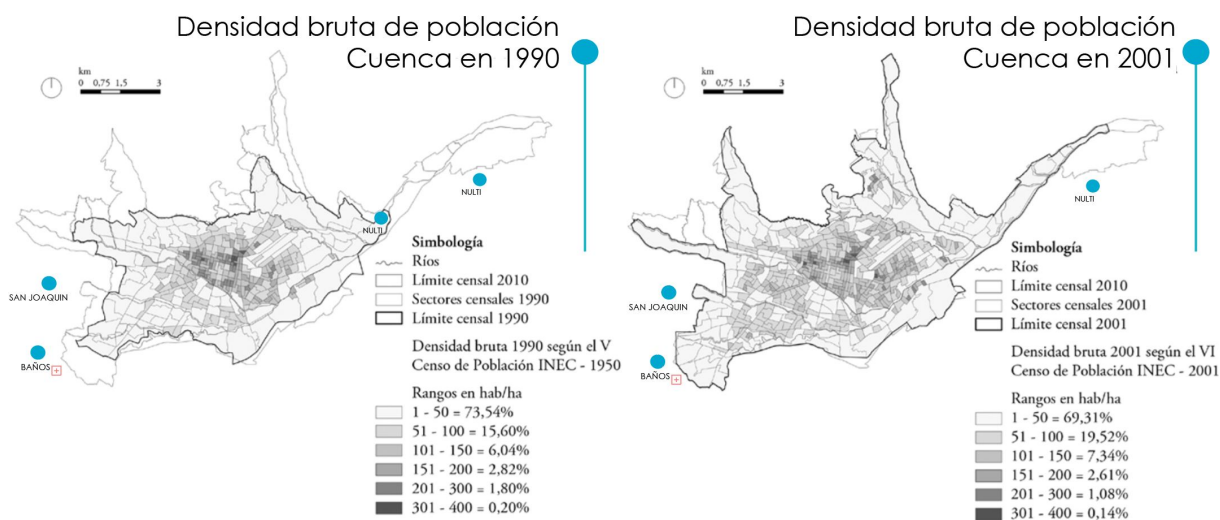 Densidad bruta de población
Cuenca en 1990
km
0 0,75 1,5 3
NULTI
NULTI
SAN JOAQUIN
BAÑOS
Simbología
Ríos
Límite censal 2010
Sectores censales 1990
Límite censal 1990
Densidad bruta 1990 según el V
Censo de Población INEC - 1950
Rangos en hab/ha
1 - 50 = 73,54%
51 - 100 = 15,60%
101 - 150 = 6,04%
151 - 200 = 2,82%
201 - 300 = 1,80%
301 - 400 = 0,20%
Densidad bruta de población
Cuenca en 2001
km
0 0,75 1,5 3
NULTI
SAN JOAQUIN
BAÑOS
Simbología
Ríos
Límite censal 2010
Sectores censales 2001
Límite censal 2001
Densidad bruta 2001 según el VI
Censo de Población INEC - 2001
Rangos en hab/ha
1 - 50 = 69,31%
51 - 100 = 19,52%
101 - 150 = 7,34%
151 - 200 = 2,61%
201 - 300 = 1,08%
301 - 400 = 0,14%